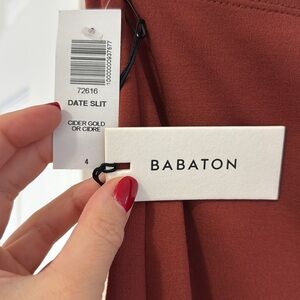 72616
DATE SLIT
CIDER GOLD
OR CIDRE
4
BABATON